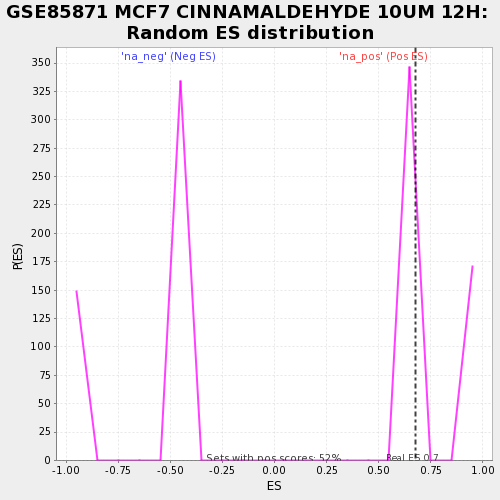 GSE85871 MCF7 CINNAMALDEHYDE 10UM 12H:
Random ES distribution
'na_neg' (Neg ES) 'na_pos' (Pos ES)
350
325
300
275
250
225
200
175
150
125
100
75
50
25
0
P(ES)
Sets with pos scores: 52% Real ES 0.7
-1.00 -0.75 -0.50 -0.25 0.00 0.25 0.50 0.75 1.00
ES